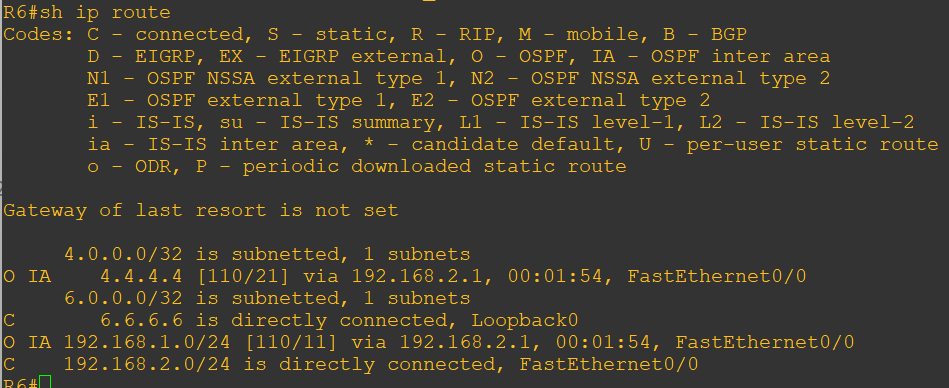 R6#sh ip route
Codes: C - connected, S - static, R - RIP, M - mobile, B - BGP
       D - EIGRP, EX - EIGRP external, O - OSPF, IA - OSPF inter area
       N1 - OSPF NSSA external type 1, N2 - OSPF NSSA external type 2
       E1 - OSPF external type 1, E2 - OSPF external type 2
       i - IS-IS, su - IS-IS summary, L1 - IS-IS level-1, L2 - IS-IS level-2
       ia - IS-IS inter area, * - candidate default, U - per-user static route
       o - ODR, P - periodic downloaded static route
Gateway of last resort is not set
     4.0.0.0/32 is subnetted, 1 subnets
O IA    4.4.4.4 [110/21] via 192.168.2.1, 00:01:54, FastEthernet0/0
     6.0.0.0/32 is subnetted, 1 subnets
C       6.6.6.6 is directly connected, Loopback0
O IA 192.168.1.0/24 [110/11] via 192.168.2.1, 00:01:54, FastEthernet0/0
C    192.168.2.0/24 is directly connected, FastEthernet0/0
R6#